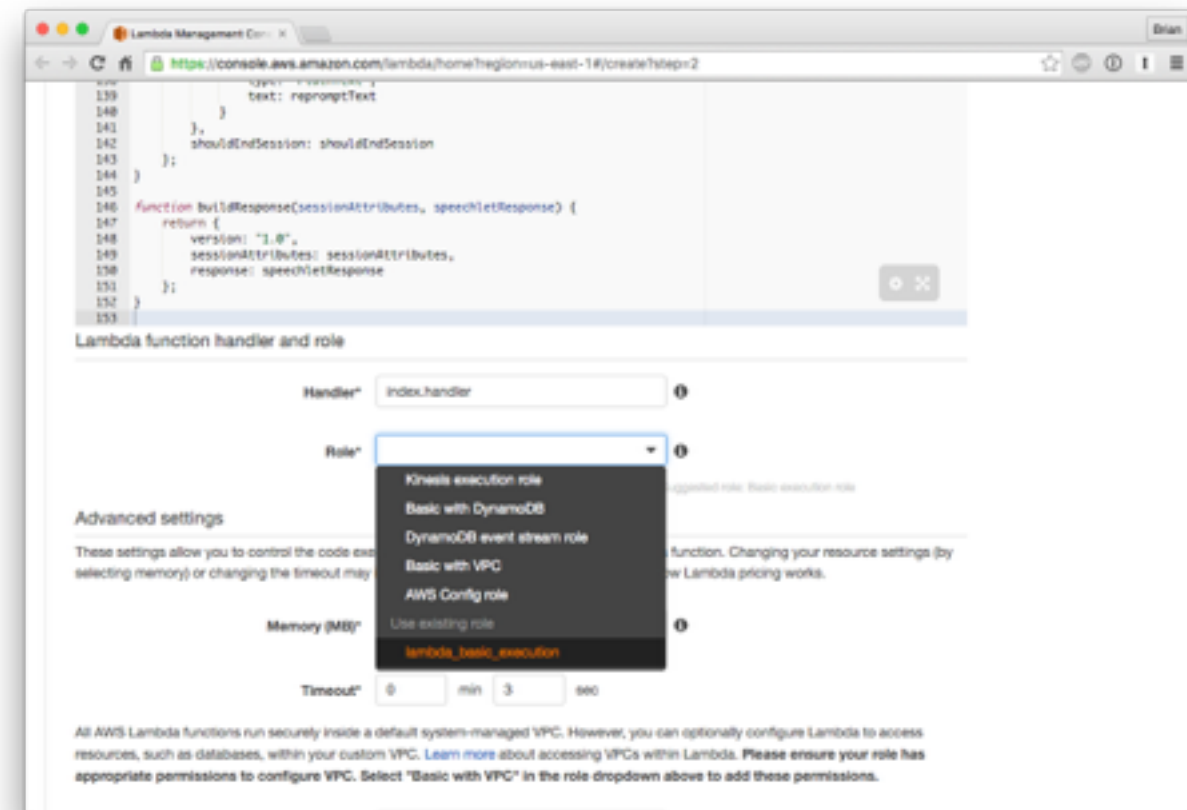 Lambda Management Con
Brian
https://console.aws.amazon.com/lambda/home?region=us-east-1#/create?step=2
139 text: repromptText
140 }
141 },
142 shouldEndSession: shouldEndSession
143 };
144 }
145
146 function buildResponse(sessionAttributes, speechletResponse) {
147 return {
148 version: "1.0",
149 sessionAttributes: sessionAttributes,
150 response: speechletResponse
151 };
152 }
153
Lambda function handler and role
Handler* index.handler
Role*
Kinesis execution role
uggested role: Basic execution role
Basic with DynamoDB
Advanced settings
DynamoDB event stream role
These settings allow you to control the code exe function. Changing your resource settings (by
Basic with VPC
selecting memory) or changing the timeout may ow Lambda pricing works.
AWS Config role
Memory (MB)* Use existing role
lambda_basic_execution
Timeout* 0 min 3 sec
All AWS Lambda functions run securely inside a default system-managed VPC. However, you can optionally configure Lambda to access
resources, such as databases, within your custom VPC. Learn more about accessing VPCs within Lambda. Please ensure your role has
appropriate permissions to configure VPC. Select "Basic with VPC" in the role dropdown above to add these permissions.